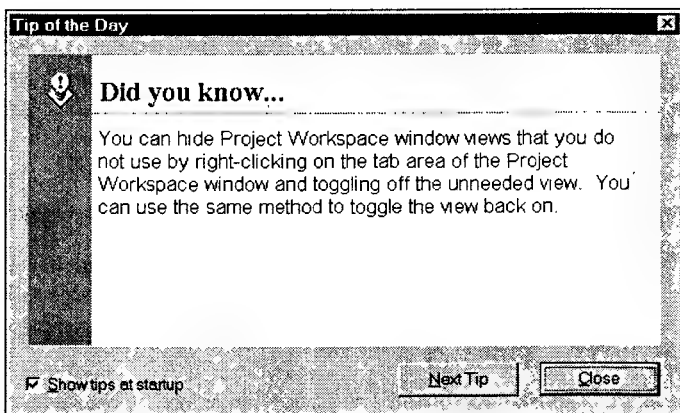 Tip of the Day
Did you know...
You can hide Project Workspace window views that you do
not use by right-clicking on the tab area of the Project
Workspace window and toggling off the unneeded view. You
can use the same method to toggle the view back on.
Show tips at startup
Next Tip
Close